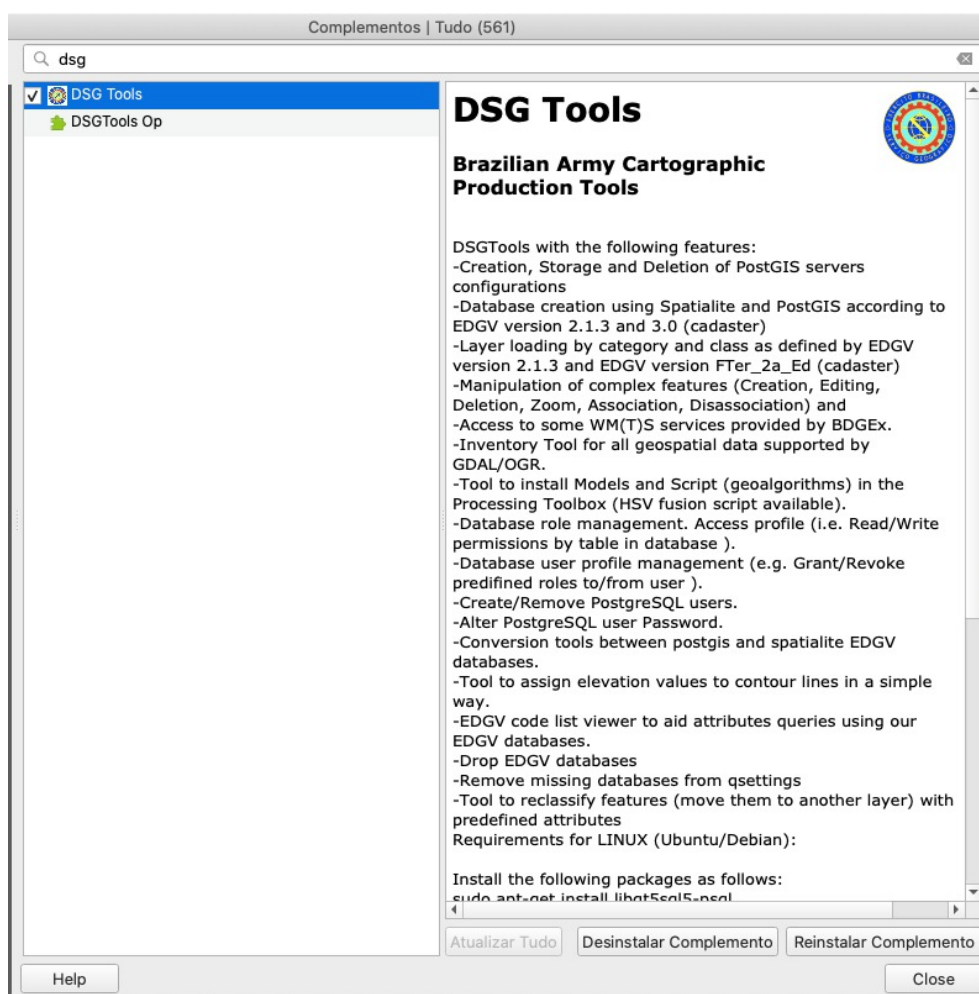 Complementos | Tudo (561)
dsg
DSG Tools
DSGTools Op
DSG Tools
Brazilian Army Cartographic
Production Tools
DSGTools with the following features:
-Creation, Storage and Deletion of PostGIS servers
configurations
-Database creation using Spatialite and PostGIS according to
EDGV version 2.1.3 and 3.0 (cadaster)
-Layer loading by category and class as defined by EDGV
version 2.1.3 and EDGV version FTer_2a_Ed (cadaster)
-Manipulation of complex features (Creation, Editing,
Deletion, Zoom, Association, Disassociation) and
-Access to some WM(T)S services provided by BDGEx.
-Inventory Tool for all geospatial data supported by
GDAL/OGR.
-Tool to install Models and Script (geoalgorithms) in the
Processing Toolbox (HSV fusion script available).
-Database role management. Access profile (i.e. Read/Write
permissions by table in database ).
-Database user profile management (e.g. Grant/Revoke
predifined roles to/from user ).
-Create/Remove PostgreSQL users.
-Alter PostgreSQL user Password.
-Conversion tools between postgis and spatialite EDGV
databases.
-Tool to assign elevation values to contour lines in a simple
way.
-EDGV code list viewer to aid attributes queries using our
EDGV databases.
-Drop EDGV databases
-Remove missing databases from qsettings
-Tool to reclassify features (move them to another layer) with
predefined attributes
Requirements for LINUX (Ubuntu/Debian):
Install the following packages as follows:
sudo apt-get install libqt5sql5-psql
Atualizar Tudo
Desinstalar Complemento
Reinstalar Complemento
Help
Close